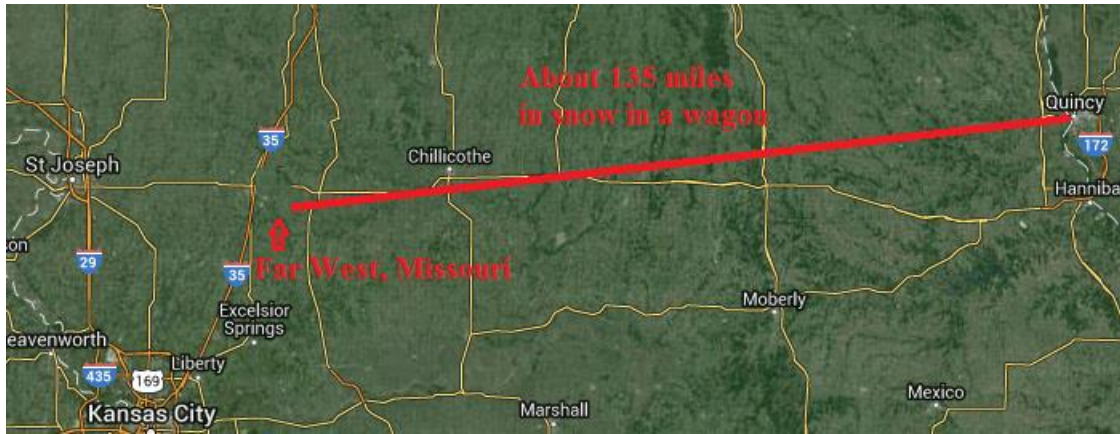 About 135 miles
in snow in a wagon
Quincy
35
172
St Joseph
Chillicothe
Hanniba
son
29
35
Far West, Missouri
Excelsior
Springs
Moberly
eavenworth
Liberty
435
169
Kansas City
Marshall
Mexico